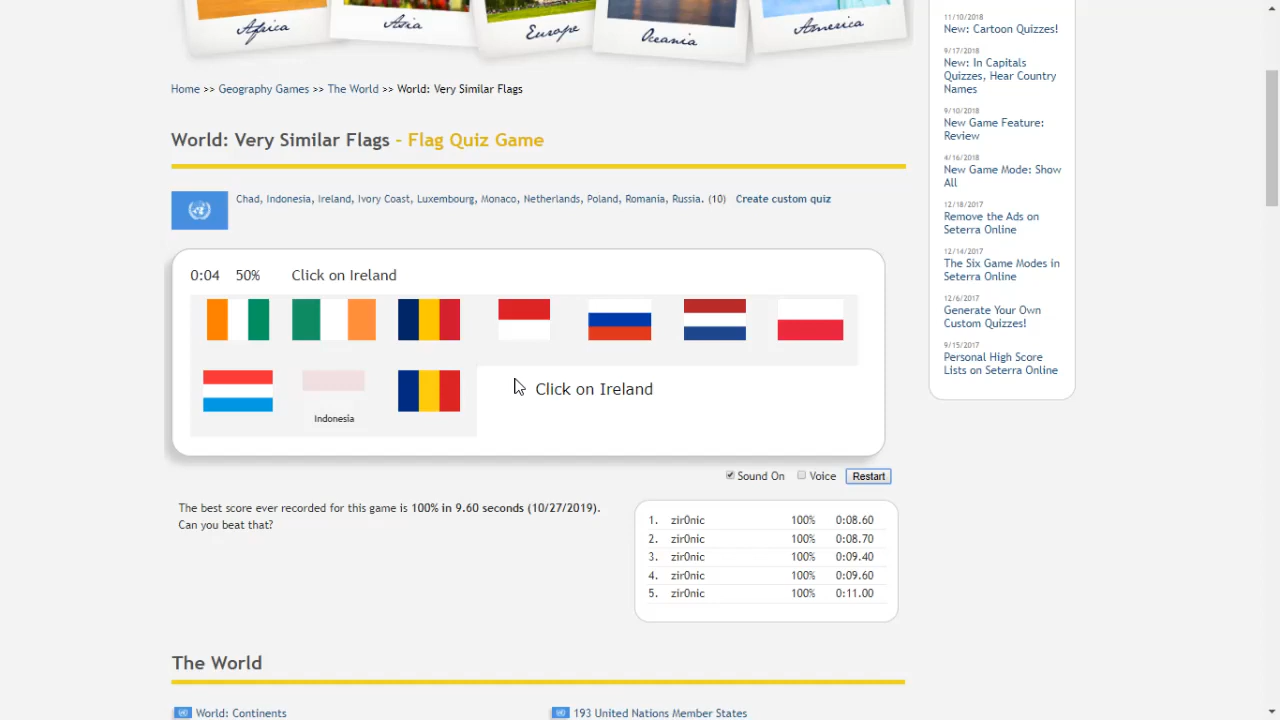 Africa
Asia
Europe
Oceania
America
Home >> Geography Games >> The World >> World: Very Similar Flags
World: Very Similar Flags - Flag Quiz Game
Chad, Indonesia, Ireland, Ivory Coast, Luxembourg, Monaco, Netherlands, Poland, Romania, Russia. (10) Create custom quiz
0:04 50% Click on Ireland
Click on Ireland
Indonesia
Sound On Voice Restart
The best score ever recorded for this game is 100% in 9.60 seconds (10/27/2019).
Can you beat that?
1. zir0nic 100% 0:08.60
2. zir0nic 100% 0:08.70
3. zir0nic 100% 0:09.40
4. zir0nic 100% 0:09.60
5. zir0nic 100% 0:11.00
The World
World: Continents
193 United Nations Member States
11/10/2018
New: Cartoon Quizzes!
9/17/2018
New: In Capitals
Quizzes, Hear Country
Names
9/10/2018
New Game Feature:
Review
4/16/2018
New Game Mode: Show
All
12/18/2017
Remove the Ads on
Seterra Online
12/14/2017
The Six Game Modes in
Seterra Online
12/6/2017
Generate Your Own
Custom Quizzes!
9/15/2017
Personal High Score
Lists on Seterra Online